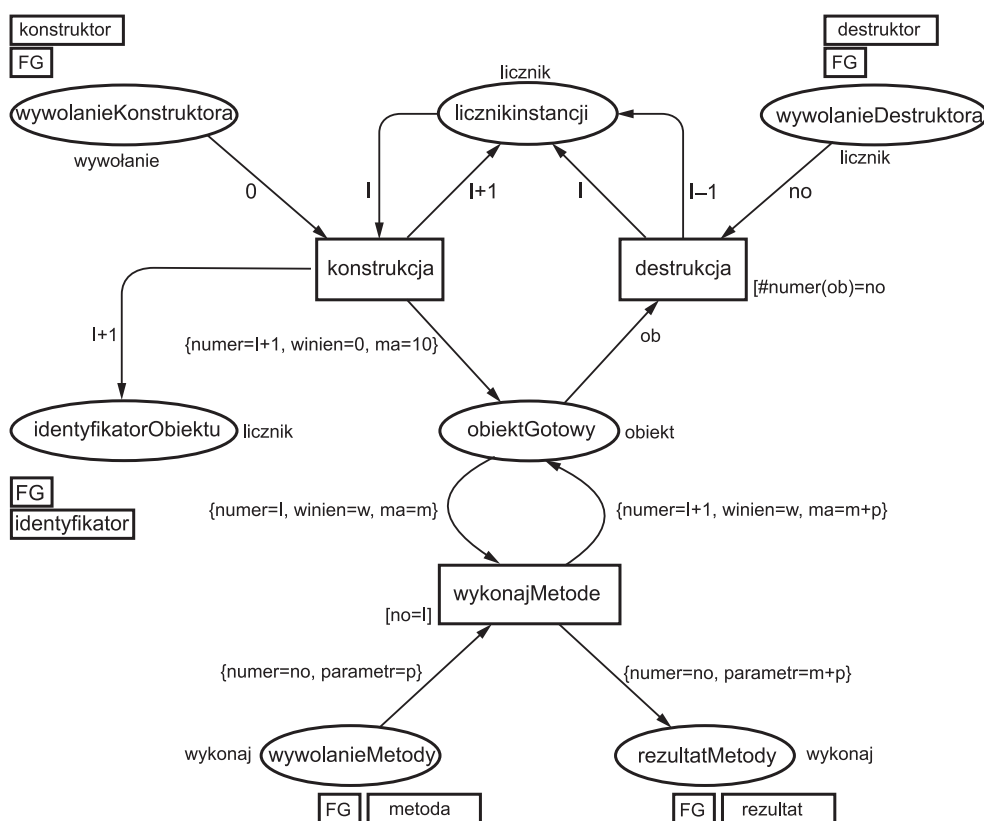 konstruktor
FG
wywolanieKonstruktora
wywołanie
licznik
licznikinstancji
destruktor
FG
wywolanieDestruktora
licznik
0
I
I+1
I
I–1
no
konstrukcja
destrukcja
[#numer(ob)=no
I+1
{numer=I+1, winien=0, ma=10}
ob
identyfikatorObiektu
licznik
obiektGotowy
obiekt
FG
identyfikator
{numer=I, winien=w, ma=m}
{numer=I+1, winien=w, ma=m+p}
wykonajMetode
[no=I]
{numer=no, parametr=p}
{numer=no, parametr=m+p}
wykonaj
wywolanieMetody
rezultatMetody
wykonaj
FG
metoda
FG
rezultat